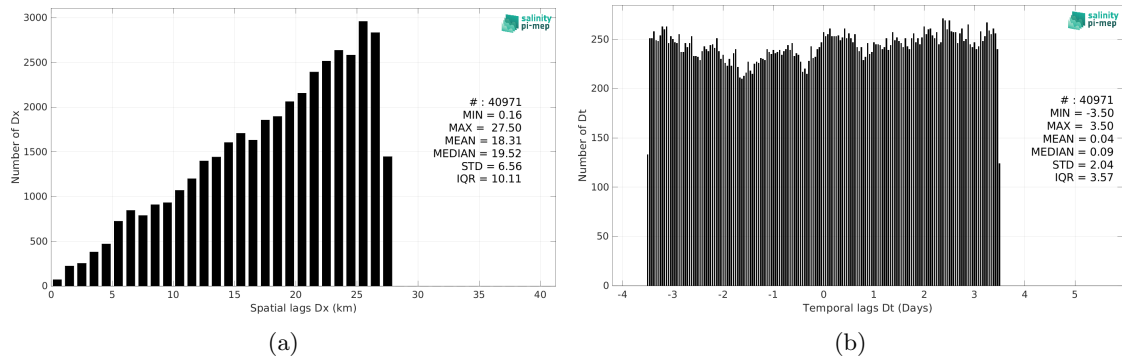 3000
2500
2000
1500
1000
500
0
Number of Dx
0 5 10 15 20 25 30 35 40
Spatial lags Dx (km)
salinity
pi-mep
# : 40971
MIN = 0.16
MAX = 27.50
MEAN = 18.31
MEDIAN = 19.52
STD = 6.56
IQR = 10.11
(a)
250
200
150
100
50
0
Number of Dt
-4 -3 -2 -1 0 1 2 3 4 5
Temporal lags Dt (Days)
salinity
pi-mep
# : 40971
MIN = -3.50
MAX = 3.50
MEAN = 0.04
MEDIAN = 0.09
STD = 2.04
IQR = 3.57
(b)